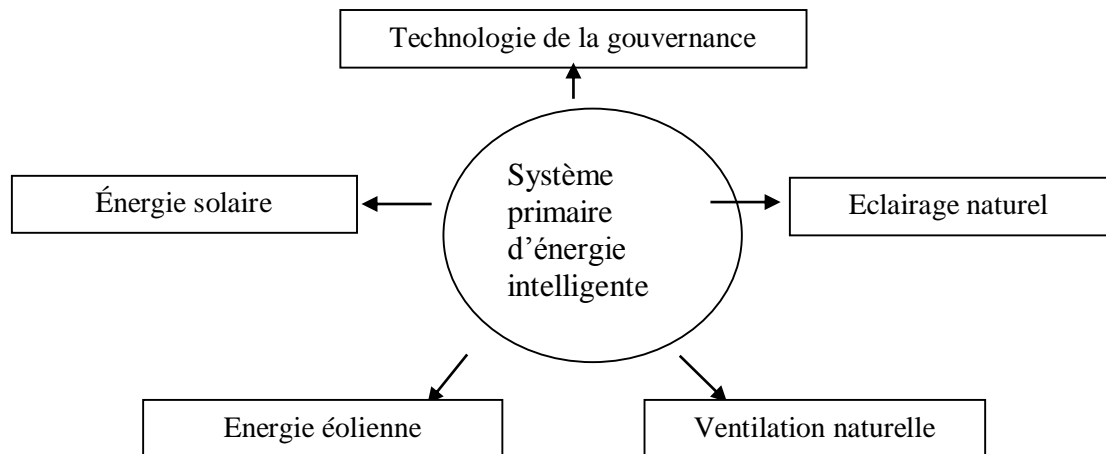 Technologie de la gouvernance
Système
primaire
d’énergie
intelligente
Énergie solaire
Eclairage naturel
Energie éolienne
Ventilation naturelle